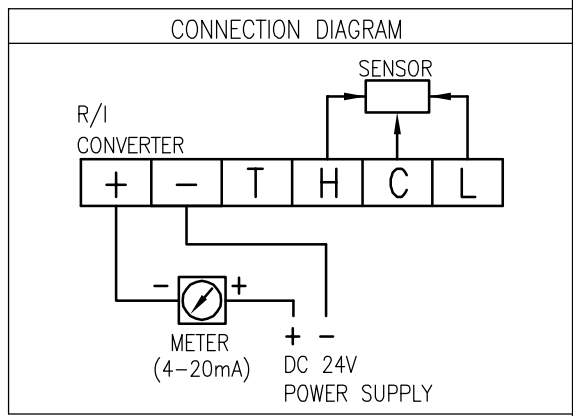 CONNECTION DIAGRAM
SENSOR
R/I
CONVERTER
+ − T H C L
− +
METER
(4−20mA)
+ −
DC 24V
POWER SUPPLY